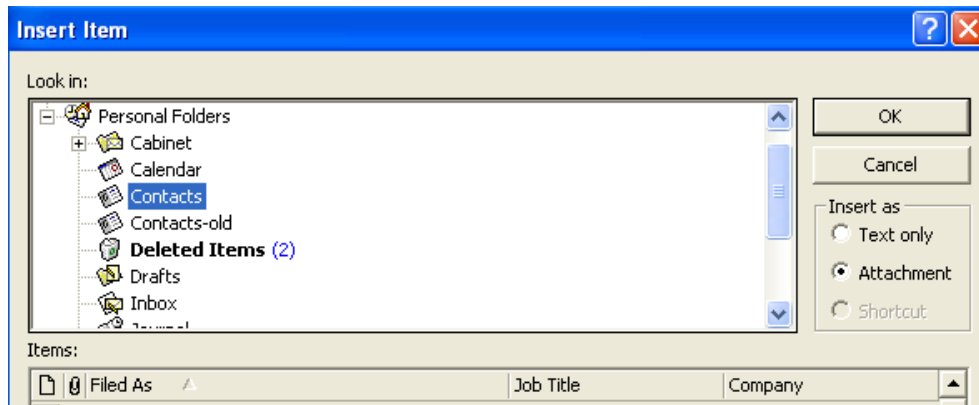 Insert Item
Look in:
Personal Folders
Cabinet
Calendar
Contacts
Contacts-old
Deleted Items (2)
Drafts
Inbox
OK
Cancel
Insert as
Text only
Attachment
Shortcut
Items:
Filed As Job Title Company